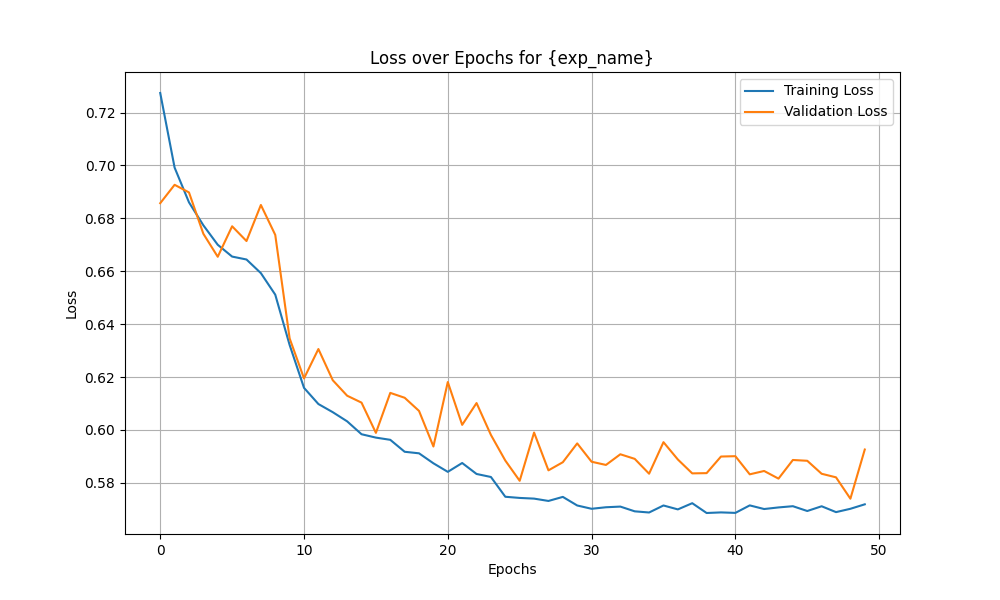 Loss over Epochs for {exp_name}
Training Loss
Validation Loss
0.72
0.70
0.68
0.66
0.64
0.62
0.60
0.58
Loss
0
10
20
30
40
50
Epochs